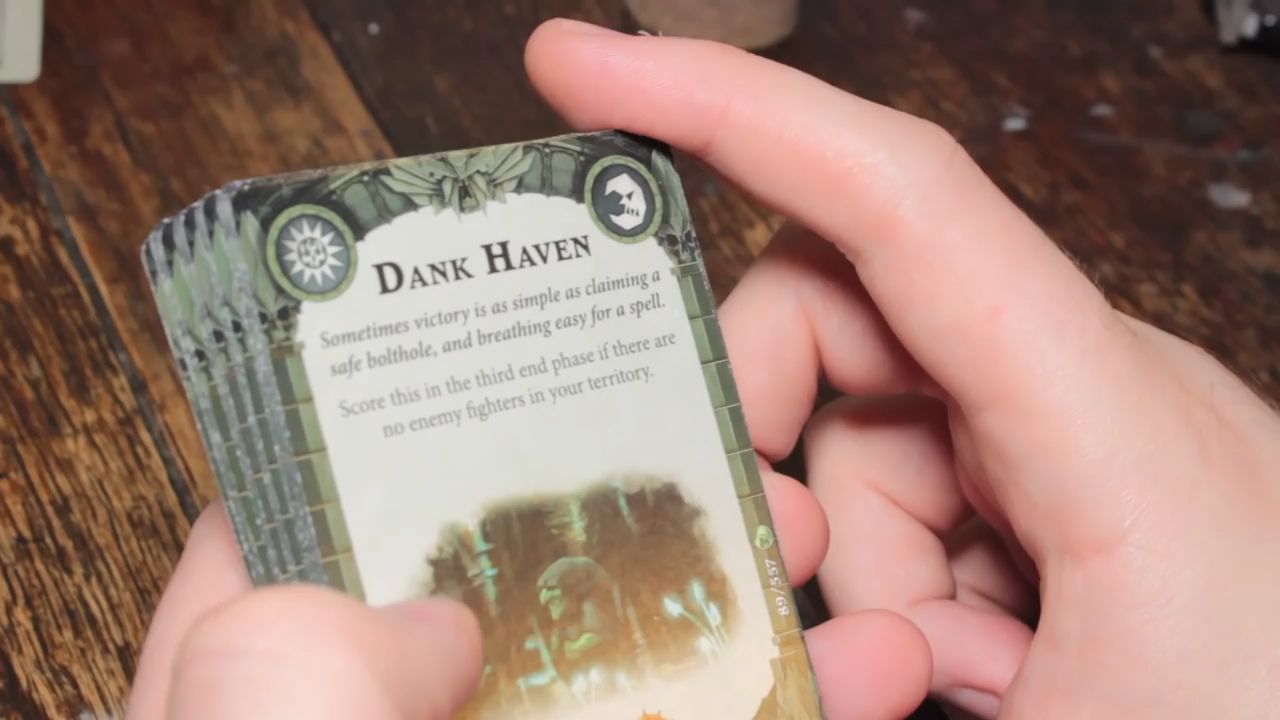 DANK HAVEN
Sometimes victory is as simple as claiming a
safe bolthole, and breathing easy for a spell.
Score this in the third end phase if there are
no enemy fighters in your territory.
89/557